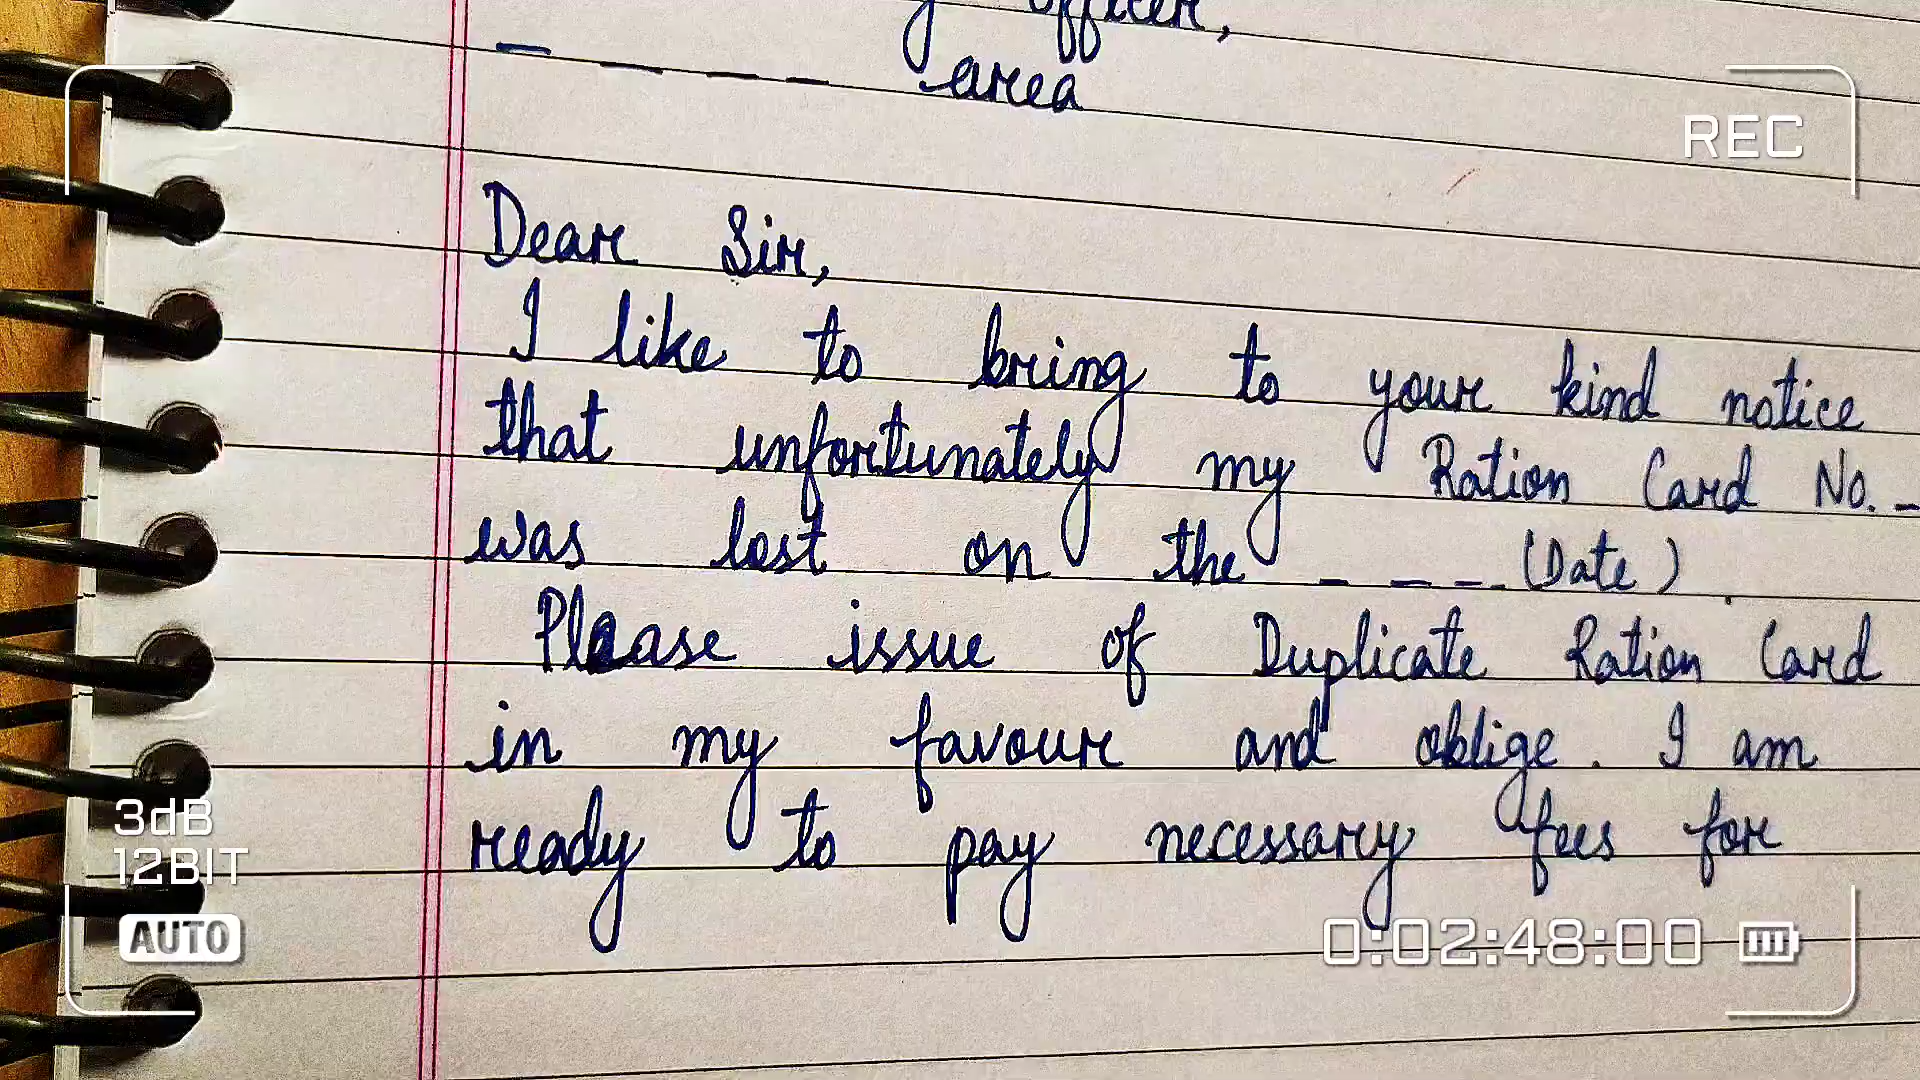 officer,
_ _ _ _ area
REC
Dear Sir,
I like to bring to your kind notice
that unfortunately my Ration Card No. _
was lost on the _ _ _ (Date)
Please issue of Duplicate Ration Card
in my favour and oblige. I am
ready to pay necessary fees for
3dB
12BIT
AUTO
0:02:48:00